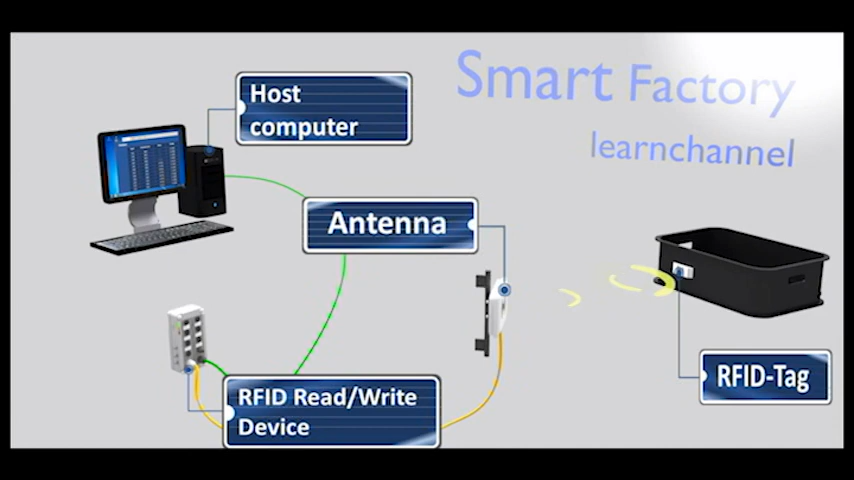 Smart Factory
learnchannel
Host
computer
Antenna
RFID Read/Write
Device
RFID-Tag